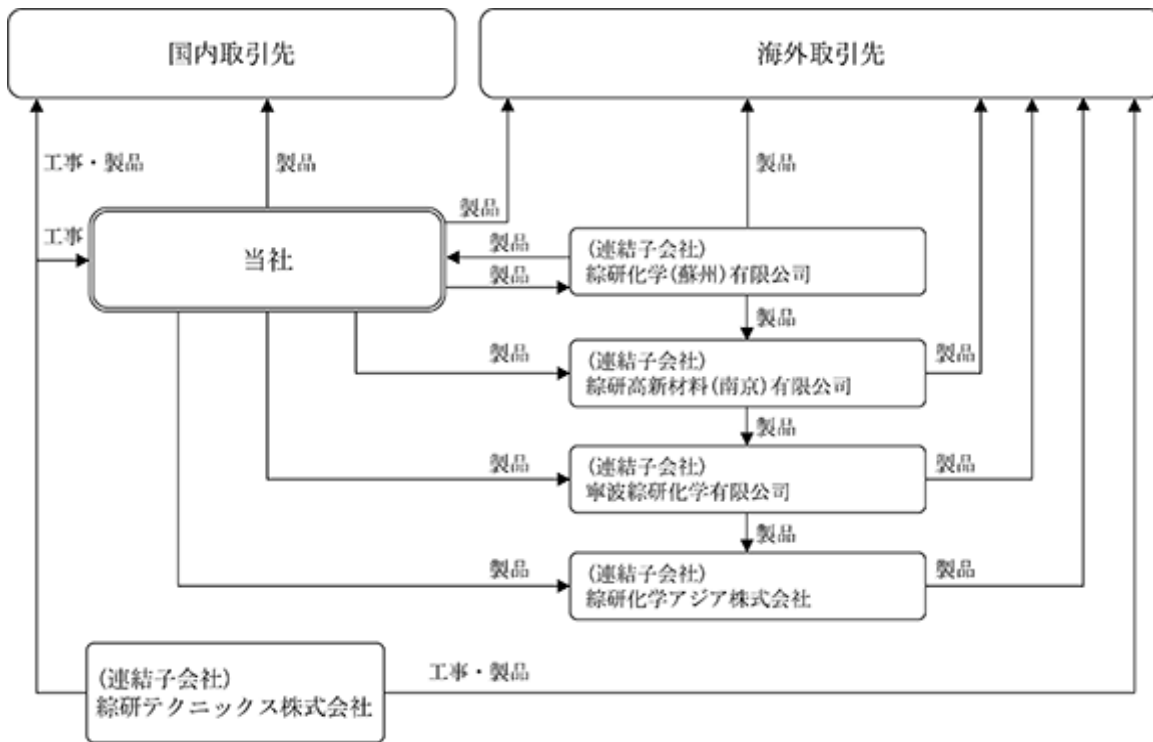 国内取引先
海外取引先
工事・製品
製品
製品
製品
工事
当社
製品
製品
(連結子会社)
綜研化学(蘇州)有限公司
製品
製品
(連結子会社)
綜研高新材料(南京)有限公司
製品
製品
製品
(連結子会社)
寧波綜研化学有限公司
製品
製品
製品
(連結子会社)
綜研化学アジア株式会社
製品
(連結子会社)
綜研テクニックス株式会社
工事・製品